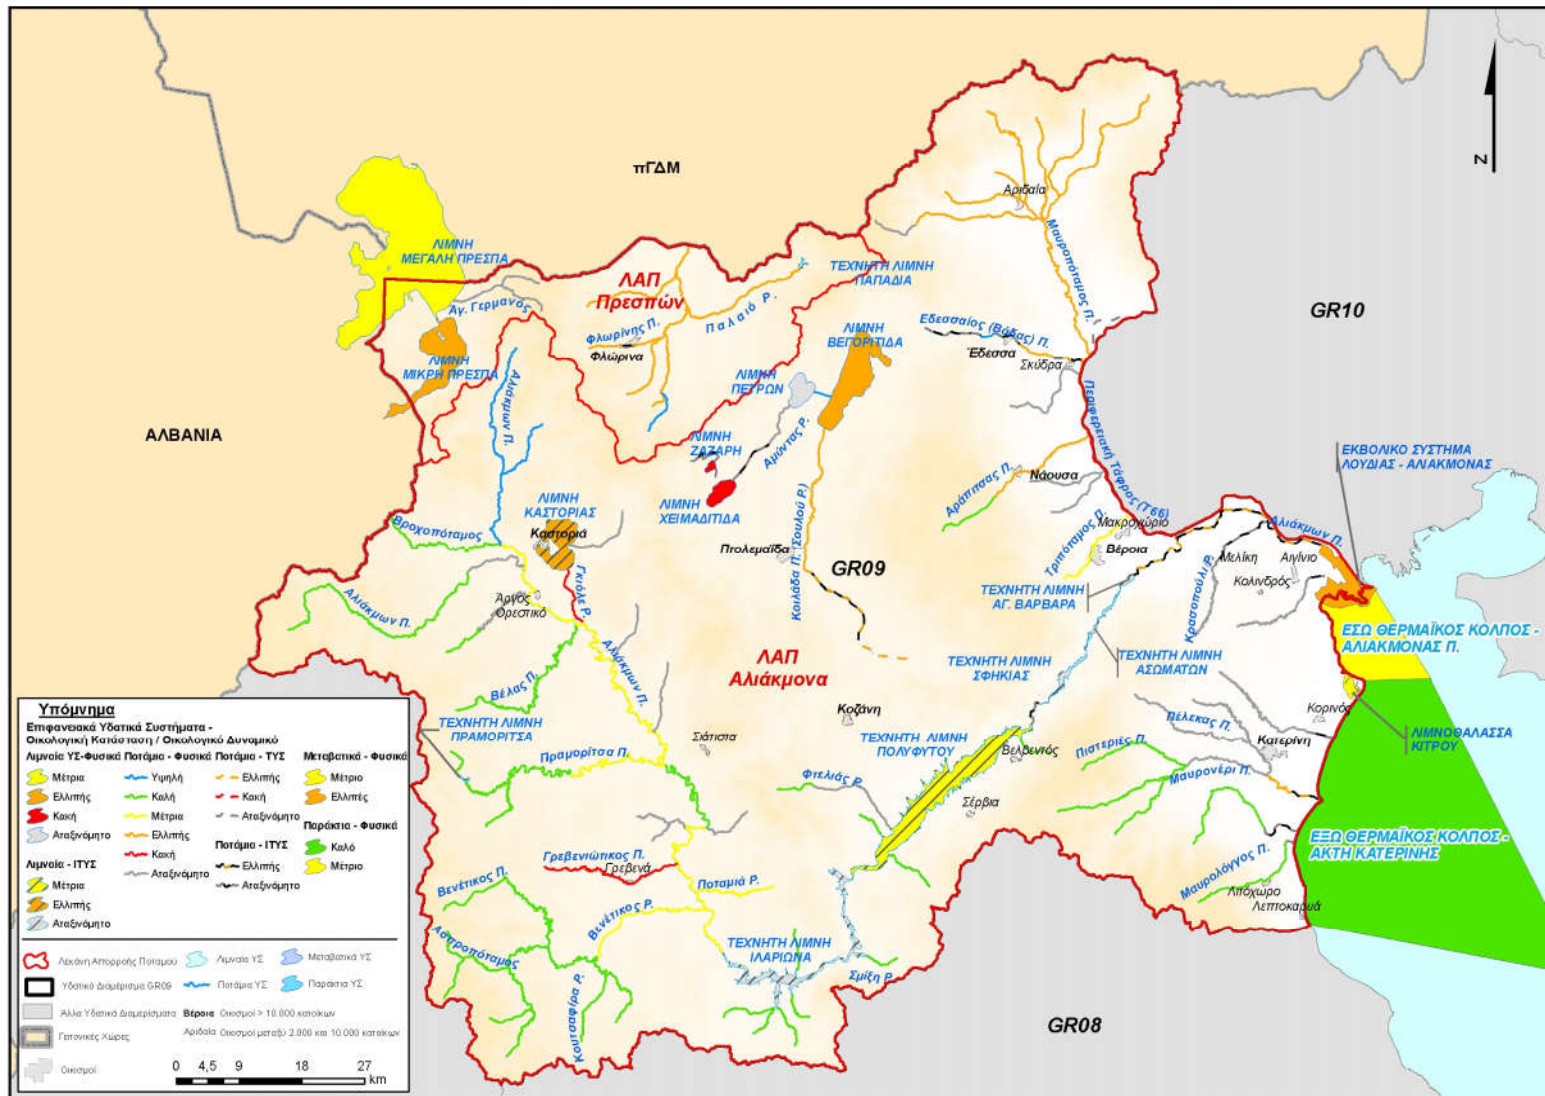 πΓΔΜ
ΑΛΒΑΝΙΑ
GR10
GR09
GR08
ΛΑΠ
Πρεσπών
ΛΑΠ
Αλιάκμονα
N
ΛΙΜΝΗ
ΜΕΓΑΛΗ ΠΡΕΣΠΑ
Αγ. Γερμανός
ΛΙΜΝΗ
ΜΙΚΡΗ ΠΡΕΣΠΑ
Φλωρίνης Π.
Φλώρινα
Παλαιό Ρ.
ΤΕΧΝΗΤΗ ΛΙΜΝΗ
ΠΑΠΑΔΙΑ
ΛΙΜΝΗ
ΒΕΓΟΡΙΤΙΔΑ
ΛΙΜΝΗ
ΠΕΤΡΩΝ
Αμύντας Ρ.
ΛΙΜΝΗ
ΖΑΖΑΡΗ
ΛΙΜΝΗ
ΧΕΙΜΑΔΙΤΙΔΑ
Αριδαία
Μαυροπόταμος Π.
Εδεσσαίος (Βόδας) Π.
Έδεσσα
Σκύδρα
Περιφερειακή Τάφρος (Τ66)
Αράπιτσας Π.
Νάουσα
Τριπόταμος Π.
Μακροχώριο
Βέροια
Αλιάκμων Π.
ΕΚΒΟΛΙΚΟ ΣΥΣΤΗΜΑ
ΛΟΥΔΙΑΣ - ΑΛΙΑΚΜΟΝΑΣ
Μελίκη
Αιγίνιο
Κολινδρός
Κρασοπούλι Ρ.
ΤΕΧΝΗΤΗ ΛΙΜΝΗ
ΑΓ. ΒΑΡΒΑΡΑ
ΤΕΧΝΗΤΗ ΛΙΜΝΗ
ΑΣΩΜΑΤΩΝ
ΤΕΧΝΗΤΗ ΛΙΜΝΗ
ΣΦΗΚΙΑΣ
ΕΣΩ ΘΕΡΜΑΪΚΟΣ ΚΟΛΠΟΣ -
ΑΛΙΑΚΜΟΝΑΣ Π.
Αλιάκμων Π.
Βροχοπόταμος
ΛΙΜΝΗ
ΚΑΣΤΟΡΙΑΣ
Καστοριά
Γκιόλε Ρ.
Άργος
Ορεστικό
Αλιάκμων Π.
Αλιάκμων Π.
Βέλας Π.
Πτολεμαΐδα
Κοιλάδα Π. (Σουλού Ρ.)
Κοζάνη
Σιάτιστα
ΤΕΧΝΗΤΗ ΛΙΜΝΗ
ΠΡΑΜΟΡΙΤΣΑ
Πραμορίτσα Π.
ΤΕΧΝΗΤΗ ΛΙΜΝΗ
ΠΟΛΥΦΥΤΟΥ
Βελβεντός
Σέρβια
Φτελιάς Ρ.
Πέλεκας Π.
Πιστεριές Π.
Κατερίνη
Κορινός
Μαυρονέρι Π.
ΛΙΜΝΟΘΑΛΑΣΣΑ
ΚΙΤΡΟΥ
ΕΞΩ ΘΕΡΜΑΪΚΟΣ ΚΟΛΠΟΣ -
ΑΚΤΗ ΚΑΤΕΡΙΝΗΣ
Μαυρολόγγος Π.
Λιτόχωρο
Λεπτοκαρυά
Γρεβενιώτικος Π.
Γρεβενά
Βενέτικος Π.
Ποταμιά Ρ.
Βενέτικος Ρ.
Ασπροπόταμος
Κουτσαφίρα Ρ.
ΤΕΧΝΗΤΗ ΛΙΜΝΗ
ΙΛΑΡΙΩΝΑ
Σμίξη Ρ.
Υπόμνημα
Επιφανειακά Υδατικά Συστήματα -
Οικολογική Κατάσταση / Οικολογικό Δυναμικό
Λιμναία ΥΣ-Φυσικά
Μέτρια
Ελλιπής
Κακή
Αταξινόμητο
Λιμναία - ΙΤΥΣ
Μέτρια
Ελλιπής
Αταξινόμητο
Ποτάμια - Φυσικά
Υψηλή
Καλή
Μέτρια
Ελλιπής
Κακή
Αταξινόμητο
Ποτάμια - ΤΥΣ
Ελλιπής
Κακή
Αταξινόμητο
Ποτάμια - ΙΤΥΣ
Ελλιπής
Αταξινόμητο
Μεταβατικά - Φυσικά
Μέτριο
Ελλιπές
Παράκτια - Φυσικά
Καλό
Μέτριο
Λεκάνη Απορροής Ποταμού
Λιμναία ΥΣ
Μεταβατικά ΥΣ
Υδατικό Διαμέρισμα GR09
Ποτάμια ΥΣ
Παράκτια ΥΣ
Άλλα Υδατικά Διαμερίσματα
Βέροια Οικισμοί > 10.000 κατοίκων
Γειτονικές Χώρες
Αριδαία Οικισμοί μεταξύ 2.000 και 10.000 κατοίκων
Οικισμοί
0 4,5 9 18 27
km